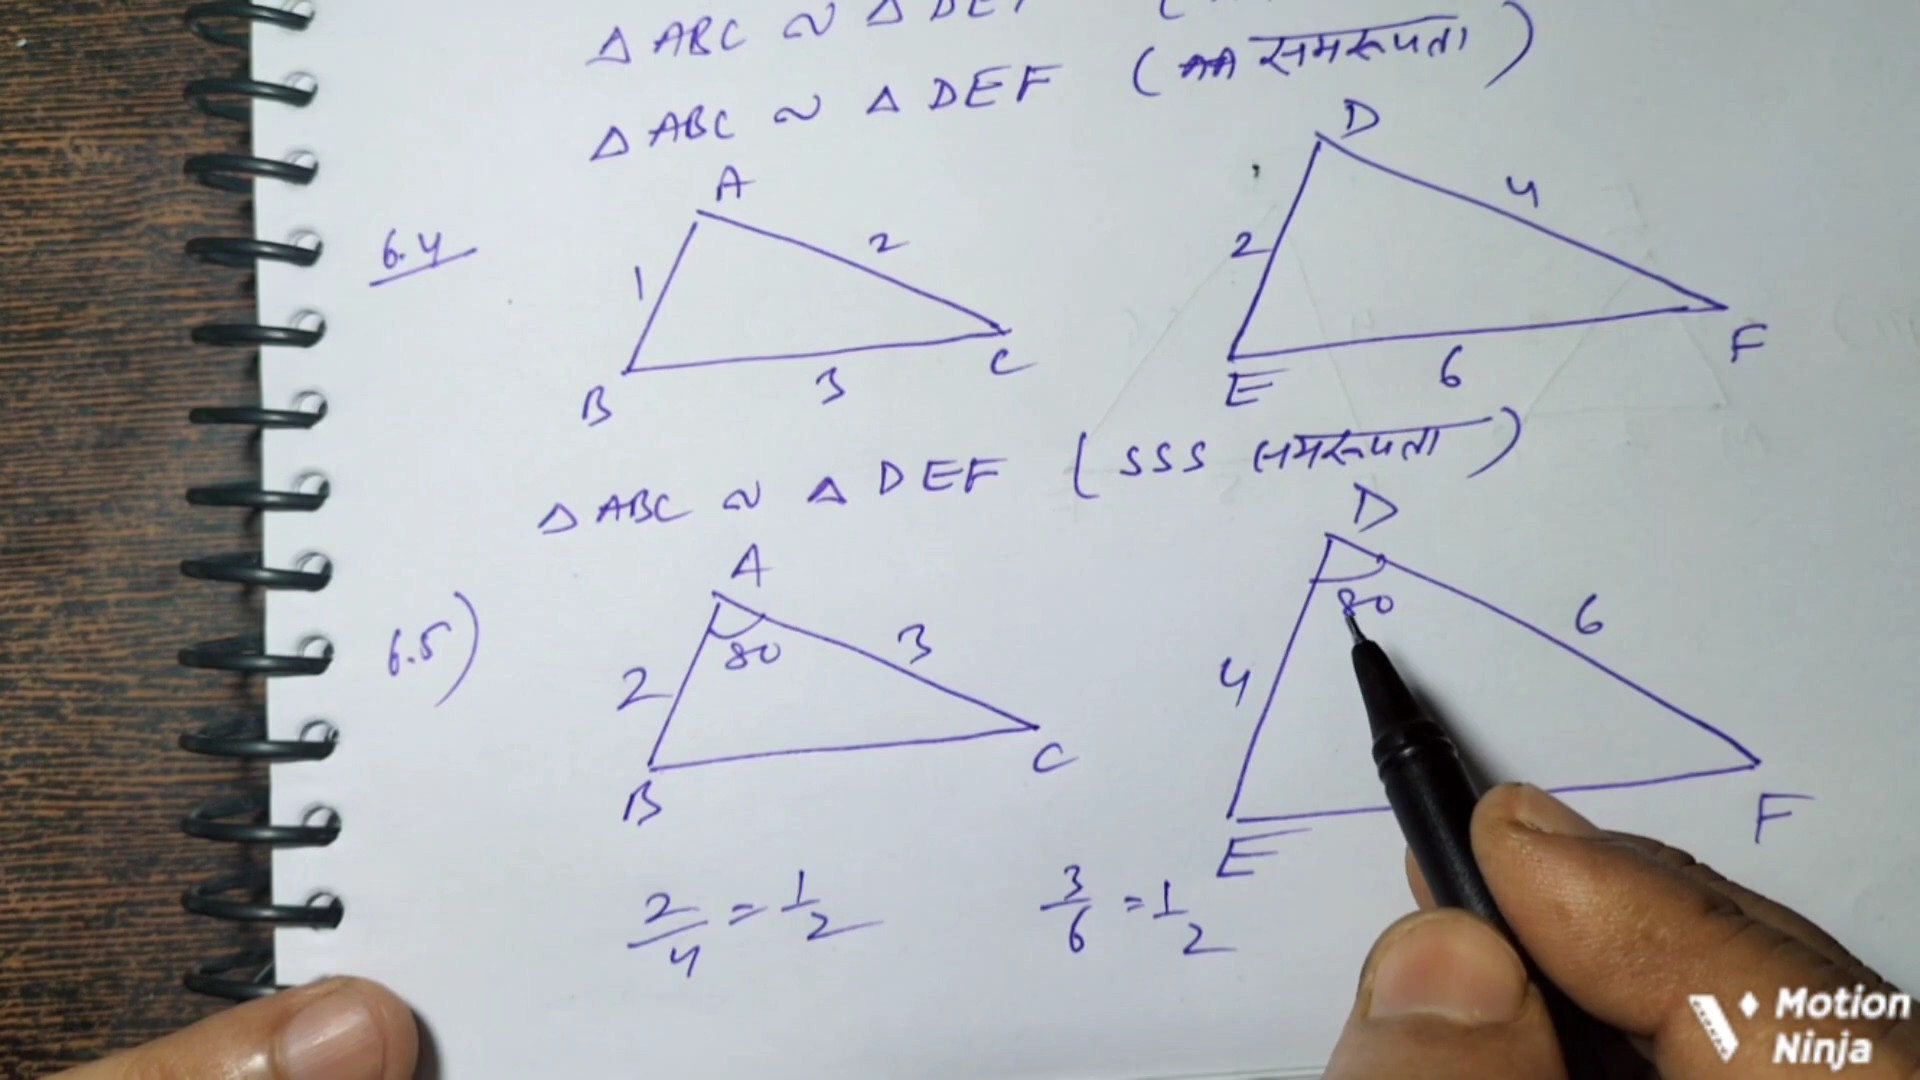 △ ABC ~ △ DEF (
△ ABC ~ △ DEF (AA समरूपता)
6.4
A
1
2
B
3
C
D
2
4
E
6
F
△ ABC ~ △ DEF (SSS समरूपता)
6.5)
A
80
2
3
B
C
D
80
4
6
E
F
2/4 = 1/2
3/6 = 1/2
Motion
Ninja